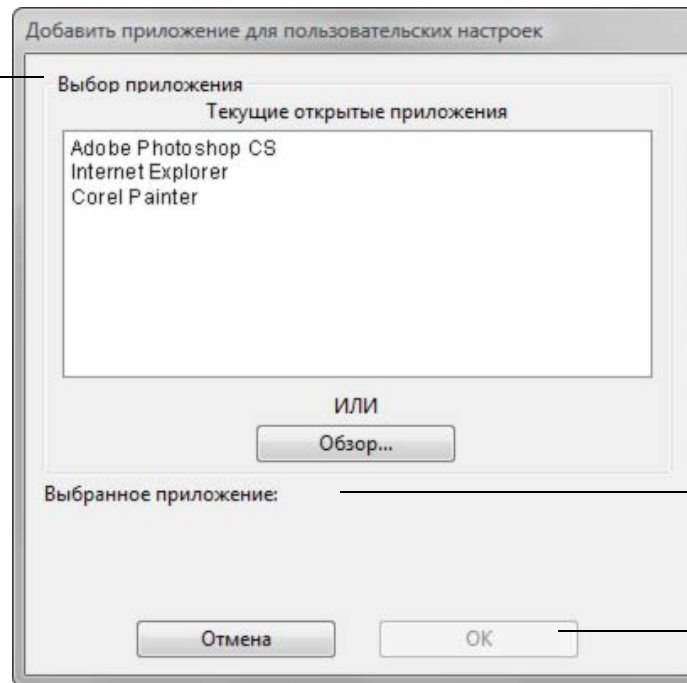 Добавить приложение для пользовательских настроек
Выбор приложения
Текущие открытые приложения
Adobe Photoshop CS
Internet Explorer
Corel Painter
ИЛИ
Обзор...
Выбранное приложение:
Отмена
OK